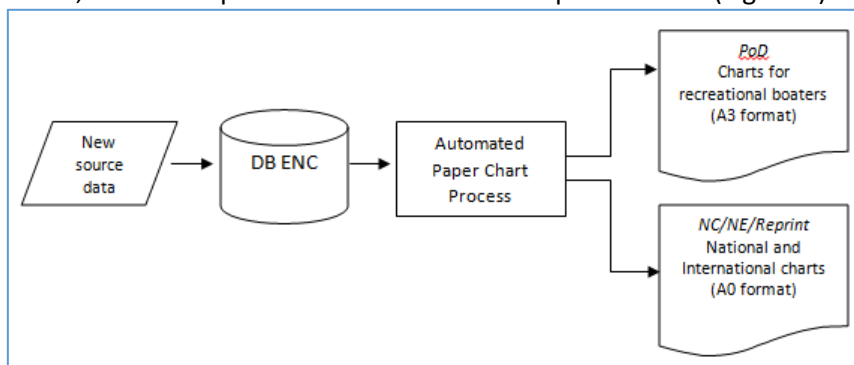 PoD
Charts for
recreational boaters
(A3 format)
New
source
data
DB ENC
Automated
Paper Chart
Process
NC/NE/Reprint
National and
International charts
(A0 format)